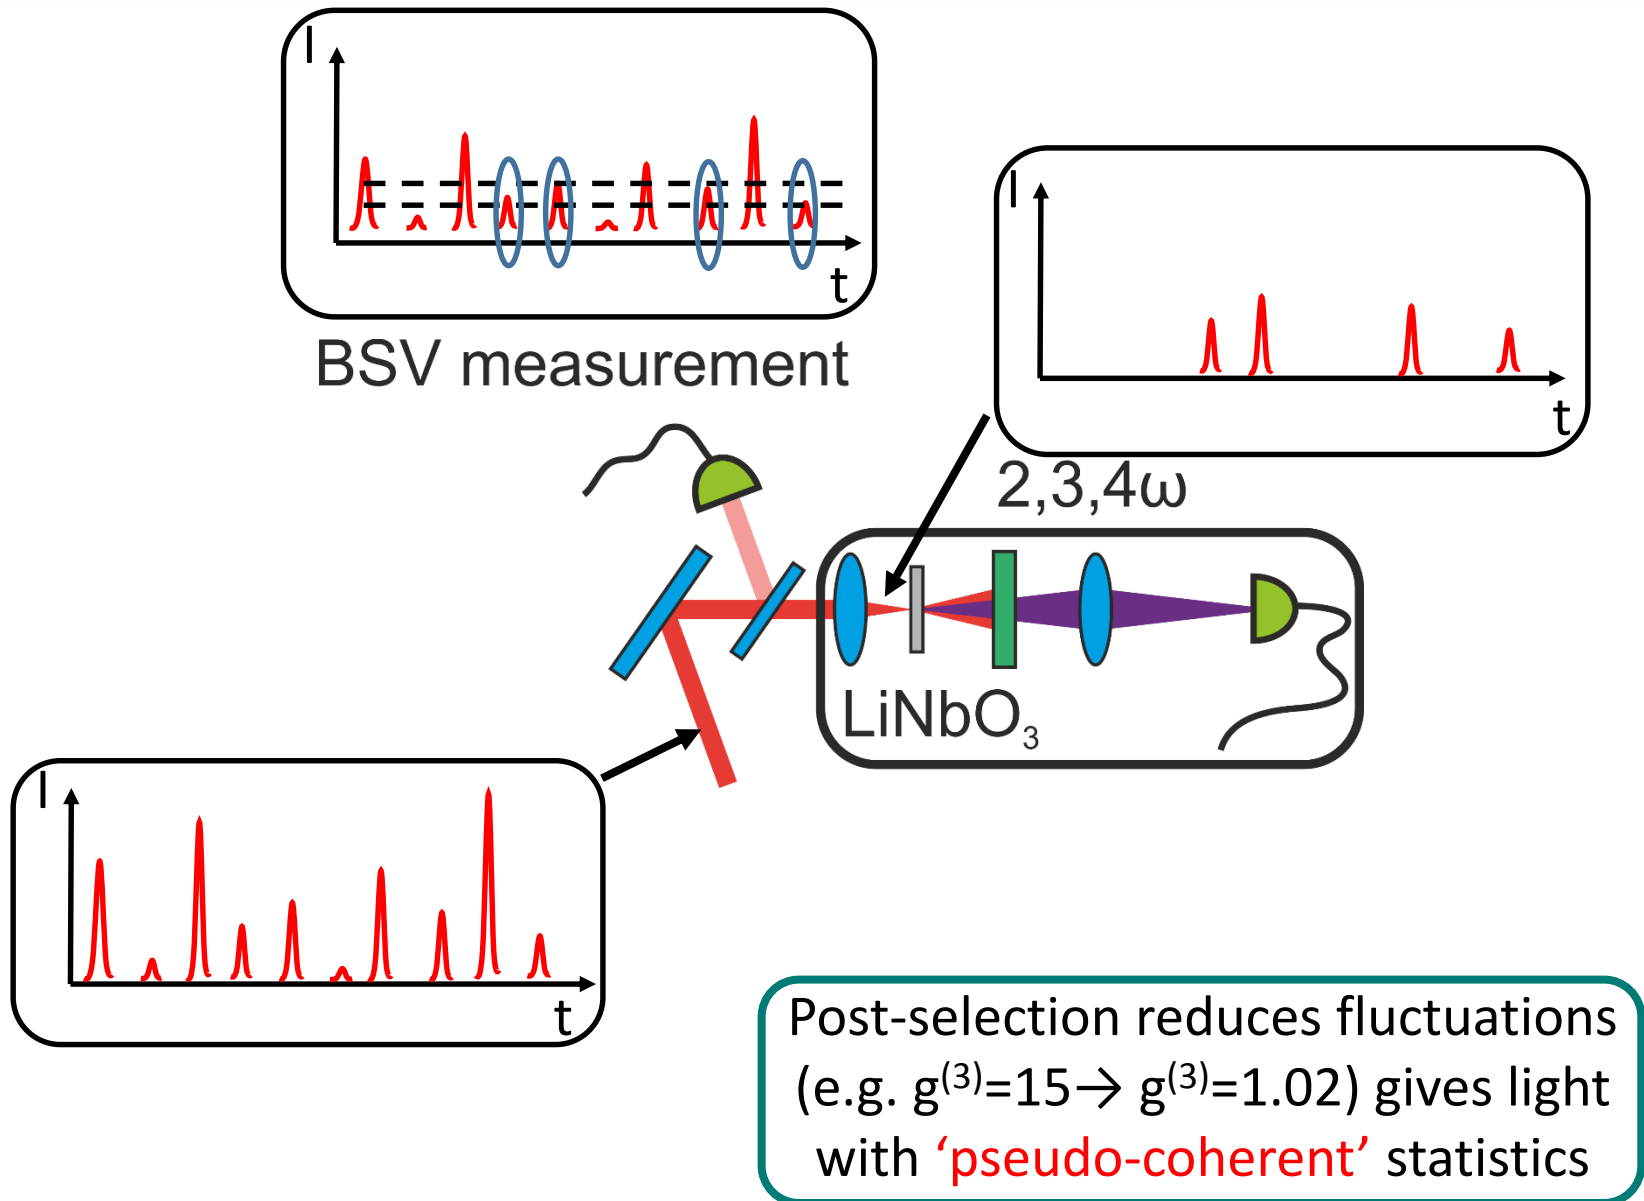 I
t
BSV measurement
I
t
2,3,4ω
LiNbO₃
I
t
Post-selection reduces fluctuations
(e.g. g⁽³⁾=15→ g⁽³⁾=1.02) gives light
with ‘pseudo-coherent’ statistics